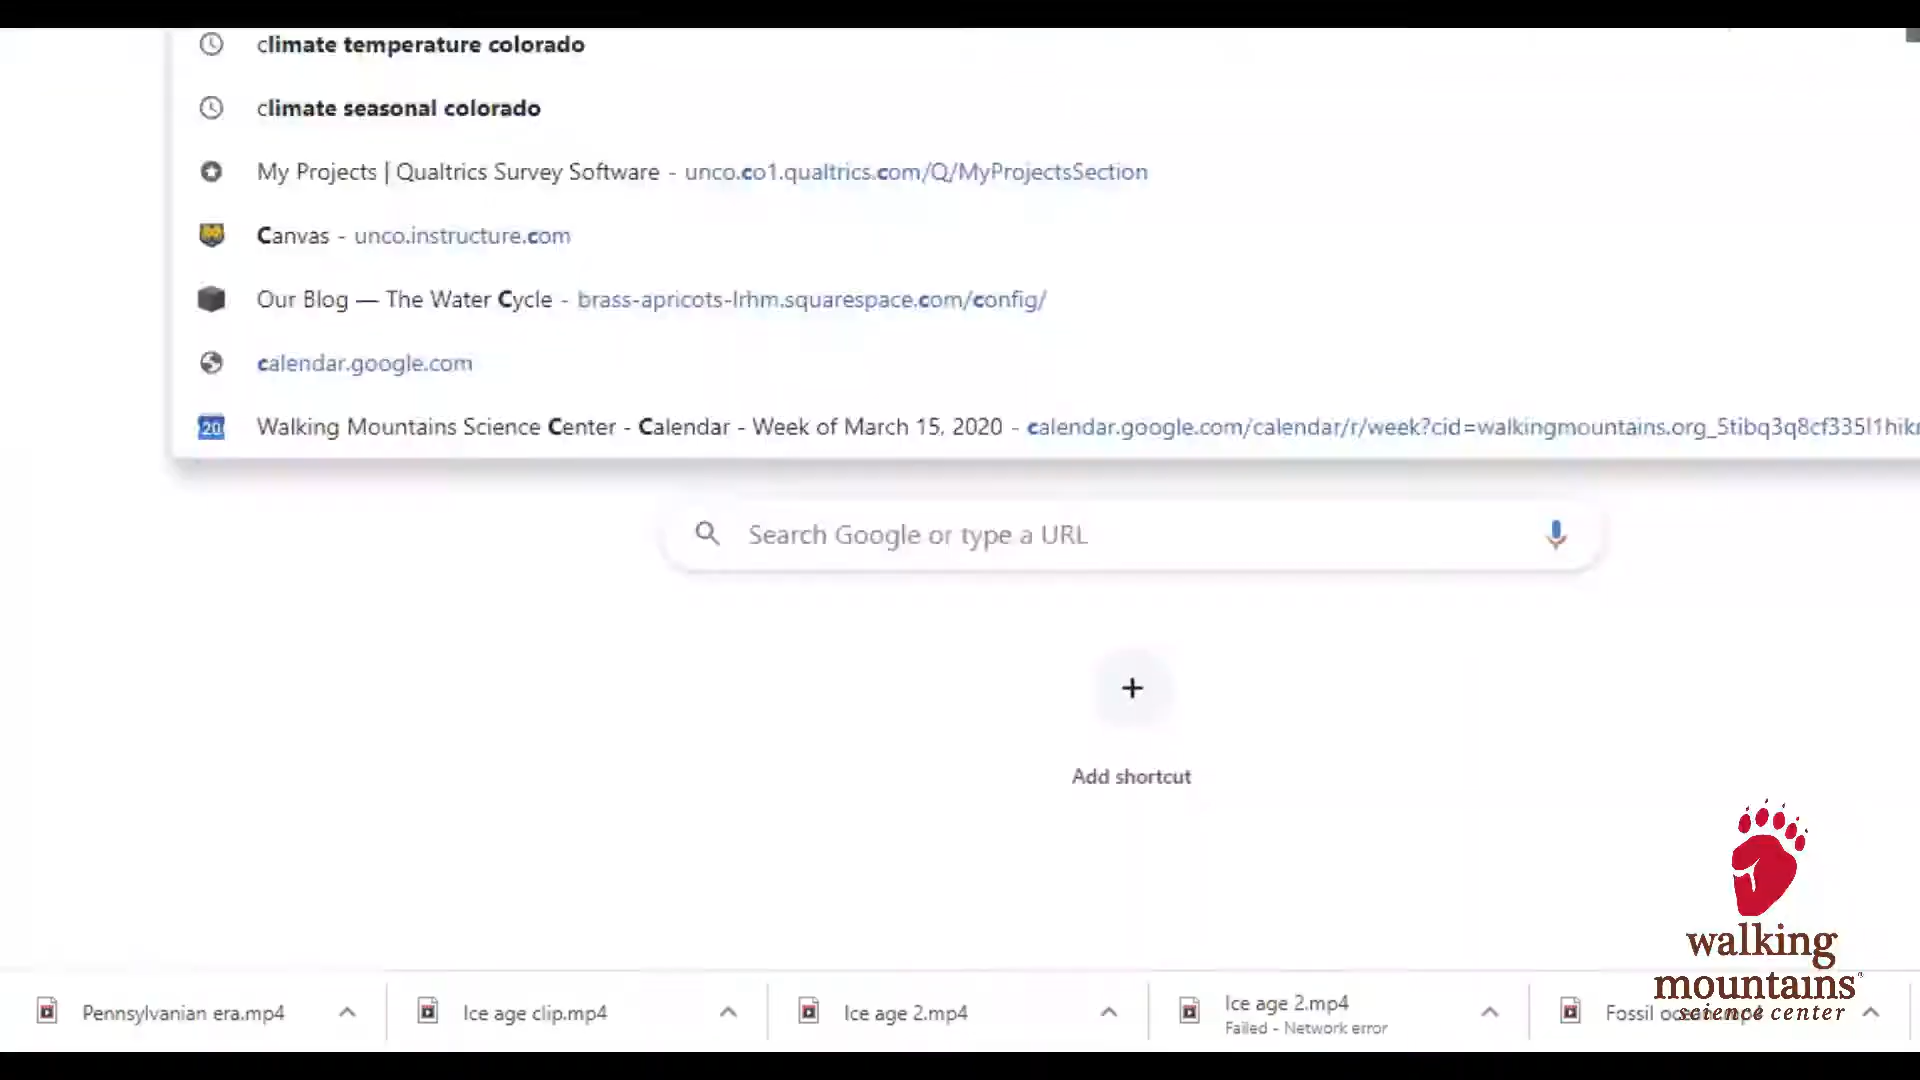 climate temperature colorado
climate seasonal colorado
My Projects | Qualtrics Survey Software - unco.co1.qualtrics.com/Q/MyProjectsSection
Canvas - unco.instructure.com
Our Blog — The Water Cycle - brass-apricots-lrhm.squarespace.com/config/
calendar.google.com
20 Walking Mountains Science Center - Calendar - Week of March 15, 2020 - calendar.google.com/calendar/r/week?cid=walkingmountains.org_5tibq3q8cf335l1hikr
Search Google or type a URL
Add shortcut
walking
mountains
science center
Pennsylvanian era.mp4
Ice age clip.mp4
Ice age 2.mp4
Ice age 2.mp4
Failed - Network error
Fossil ocean.mp4